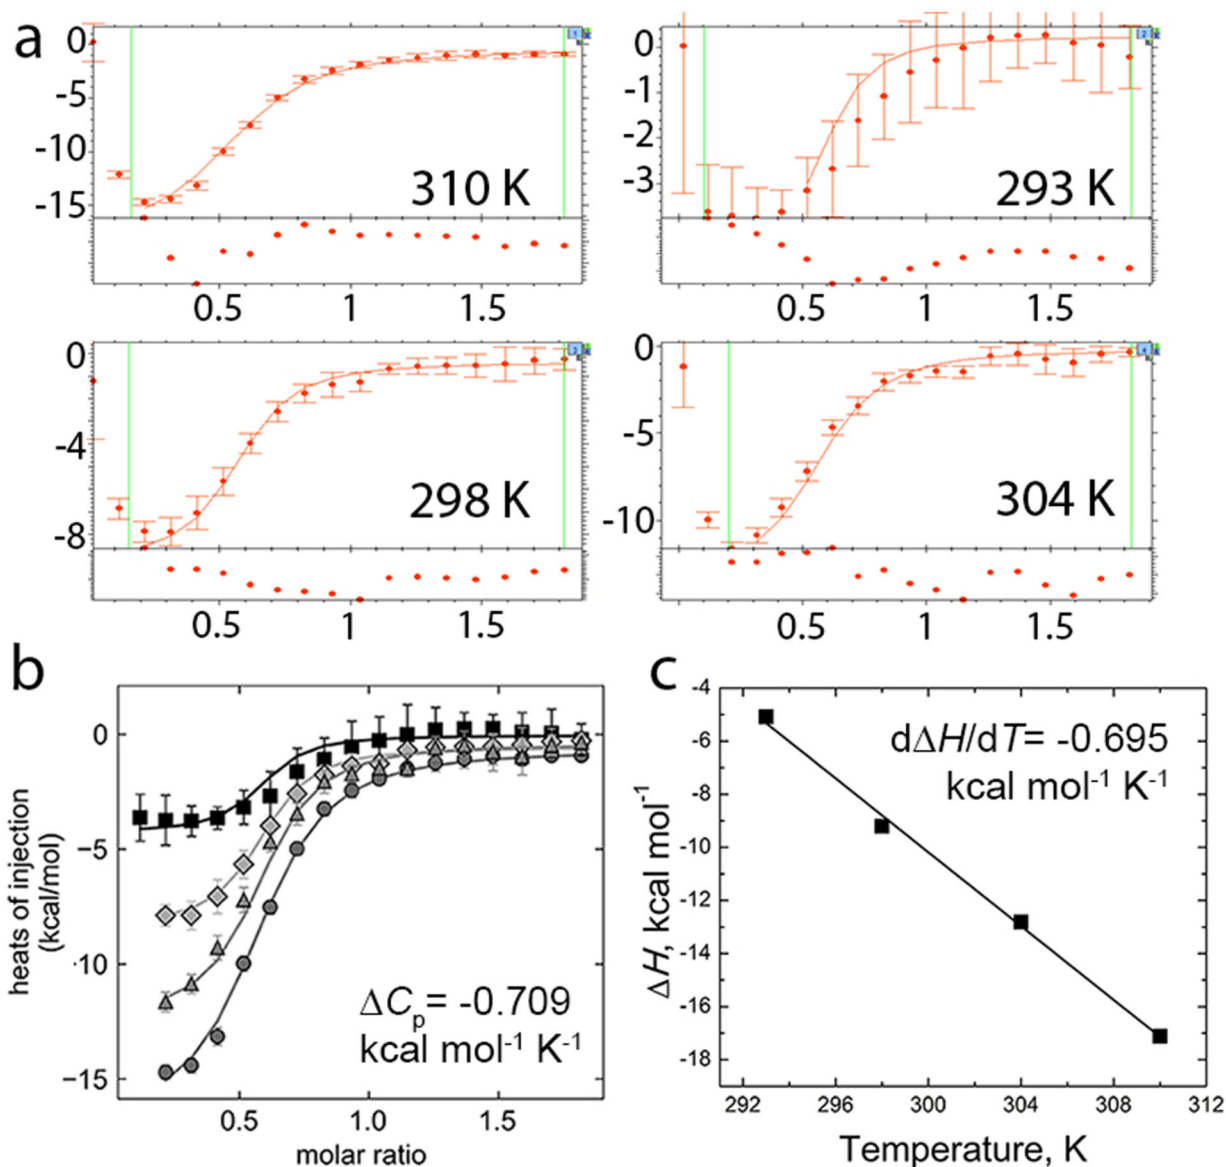 a
0
-5
-10
-15
310 K
0.5 1 1.5
0
-1
-2
-3
293 K
0.5 1 1.5
0
-4
-8
298 K
0.5 1 1.5
0
-5
-10
304 K
0.5 1 1.5
b
0
−5
-10
−15
heats of injection
(kcal/mol)
ΔCp= -0.709
kcal mol-1 K-1
0.5 1.0 1.5
molar ratio
c
-4
-6
-8
-10
-12
-14
-16
-18
ΔH, kcal mol-1
dΔH/dT= -0.695
kcal mol-1 K-1
292 296 300 304 308 312
Temperature, K